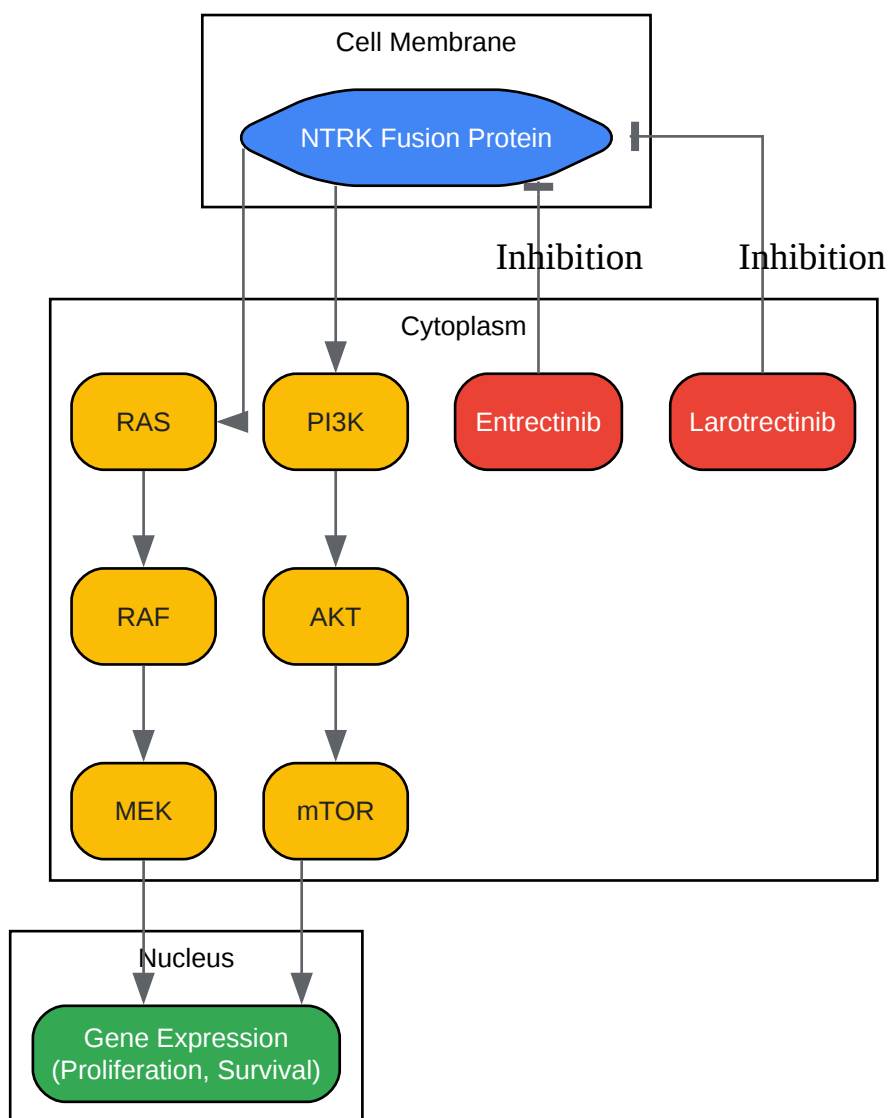 Cell Membrane
NTRK Fusion Protein
Inhibition
Inhibition
Cytoplasm
RAS
PI3K
Entrectinib
Larotrectinib
RAF
AKT
MEK
mTOR
Nucleus
Gene Expression
(Proliferation, Survival)